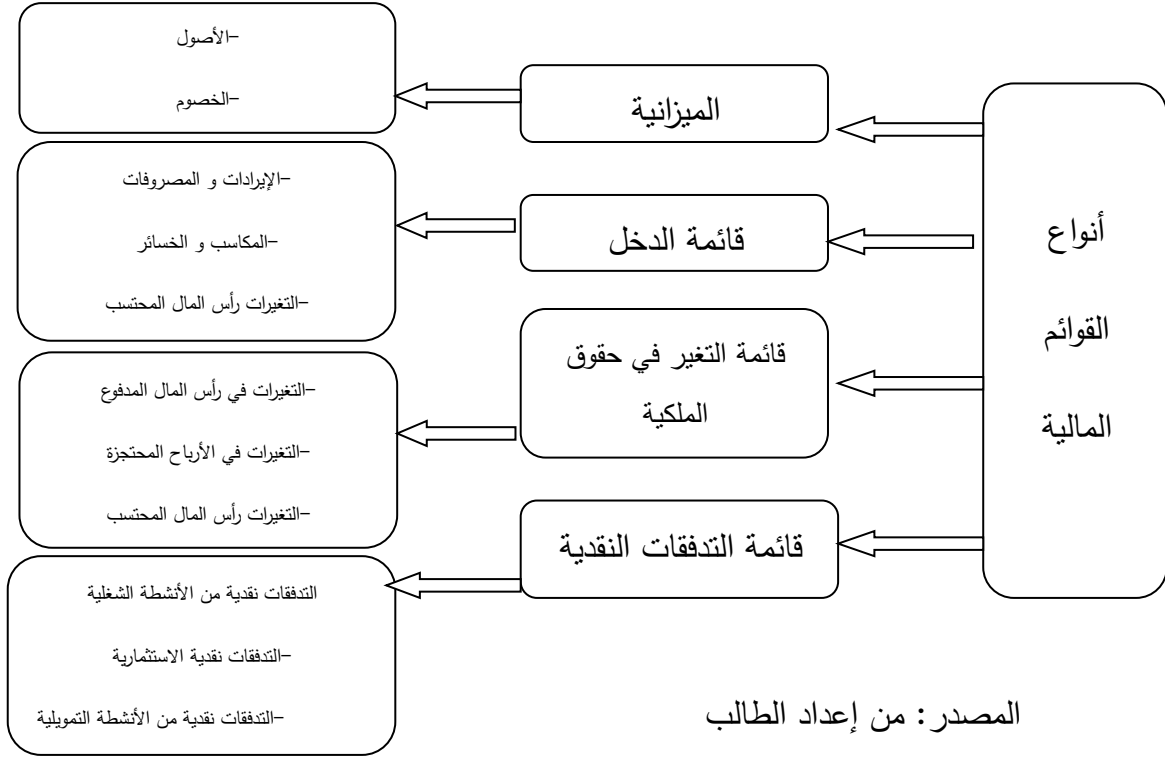 أنواع
القوائم
المالية
الميزانية
-الأصول
-الخصوم
قائمة الدخل
-الإيرادات و المصروفات
-المكاسب و الخسائر
-التغيرات رأس المال المحتسب
قائمة التغير في حقوق
الملكية
-التغيرات في رأس المال المدفوع
-التغيرات في الأرباح المحتجزة
-التغيرات رأس المال المحتسب
قائمة التدفقات النقدية
التدفقات نقدية من الأنشطة الشغلية
-التدفقات نقدية الاستثمارية
-التدفقات نقدية من الأنشطة التمويلية
المصدر : من إعداد الطالب